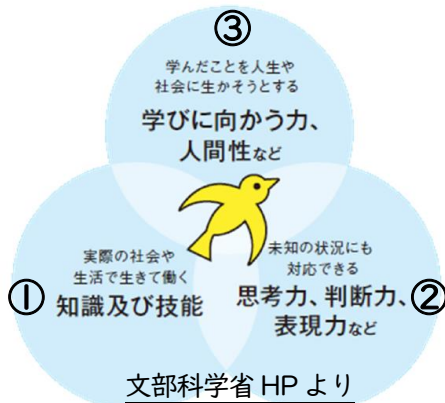 ③
学んだことを人生や
社会に生かそうとする
学びに向かう力、
人間性など
実際の社会や
生活で生きて働く
① 知識及び技能
未知の状況にも
対応できる
思考力、判断力、②
表現力など
文部科学省 HP より